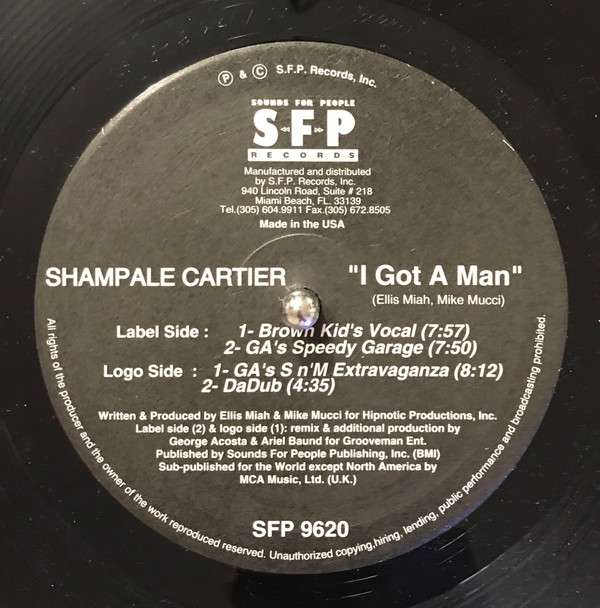 ℗ & © S.F.P. Records, Inc.
SOUNDS FOR PEOPLE
SFP
RECORDS
Manufactured and distributed
by S.F.P. Records, Inc.
940 Lincoln Road, Suite # 218
Miami Beach, FL. 33139
Tel.(305) 604.9911 Fax.(305) 672.8505
Made in the USA
SHAMPALE CARTIER "I Got A Man"
(Ellis Miah, Mike Mucci)
Label Side : 1- Brown Kid's Vocal (7:57)
2- GA's Speedy Garage (7:50)
Logo Side : 1- GA's S n'M Extravaganza (8:12)
2- DaDub (4:35)
Written & Produced by Ellis Miah & Mike Mucci for Hipnotic Productions, Inc.
Label side (2) & logo side (1): remix & additional production by
George Acosta & Ariel Baund for Grooveman Ent.
Published by Sounds For People Publishing, Inc. (BMI)
Sub-published for the World except North America by
MCA Music, Ltd. (U.K.)
SFP 9620
All rights of the producer and the owner of the work reproduced reserved. Unauthorized copying,hiring, lending, public performance and broadcasting prohibited.